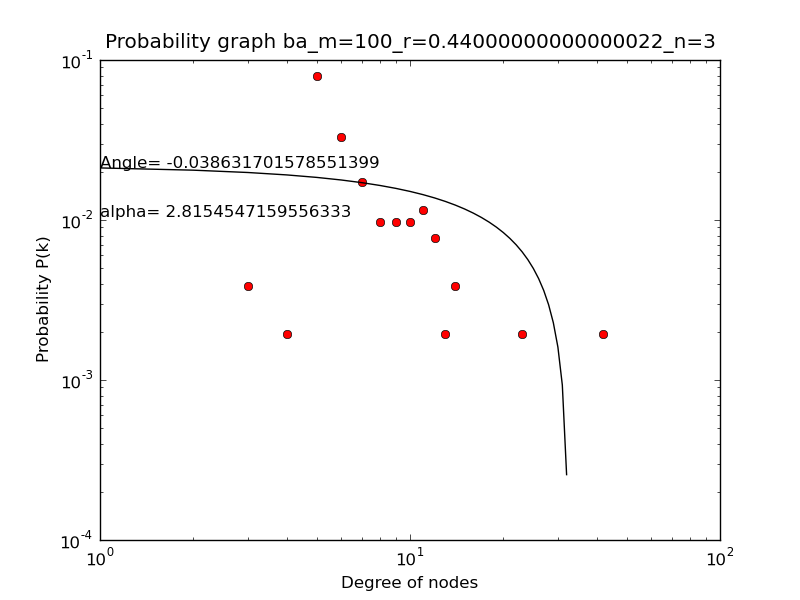 Probability graph ba_m=100_r=0.44000000000000022_n=3
10^-1
Angle= -0.038631701578551399
alpha= 2.8154547159556333
10^-2
Probability P(k)
10^-3
10^-4
10^0 10^1 10^2
Degree of nodes